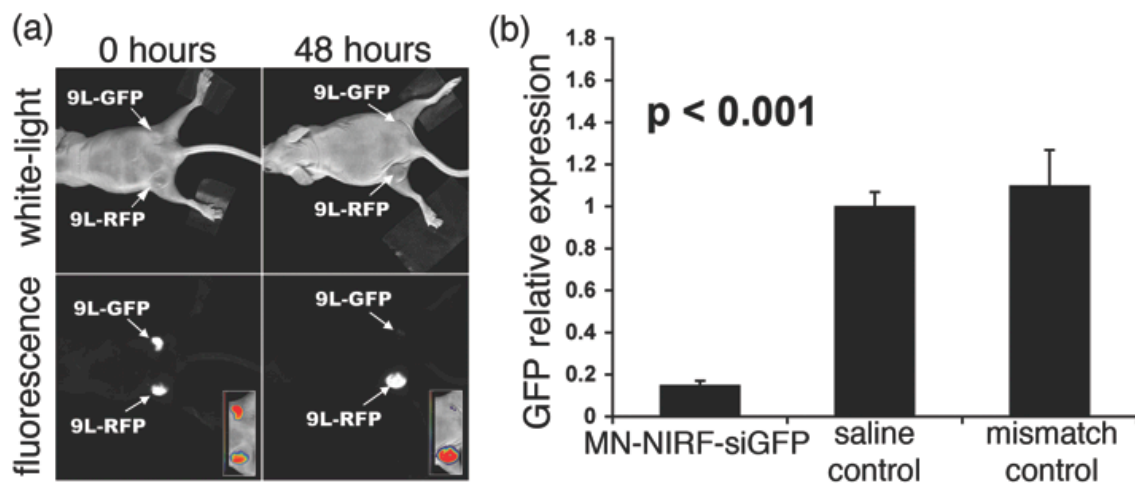 (a)
0 hours
48 hours
white-light
9L-GFP
9L-RFP
9L-GFP
9L-RFP
fluorescence
9L-GFP
9L-RFP
9L-GFP
9L-RFP
(b)
GFP relative expression
1.8
1.6
1.4
1.2
1
0.8
0.6
0.4
0.2
0
p < 0.001
MN-NIRF-siGFP
saline
control
mismatch
control